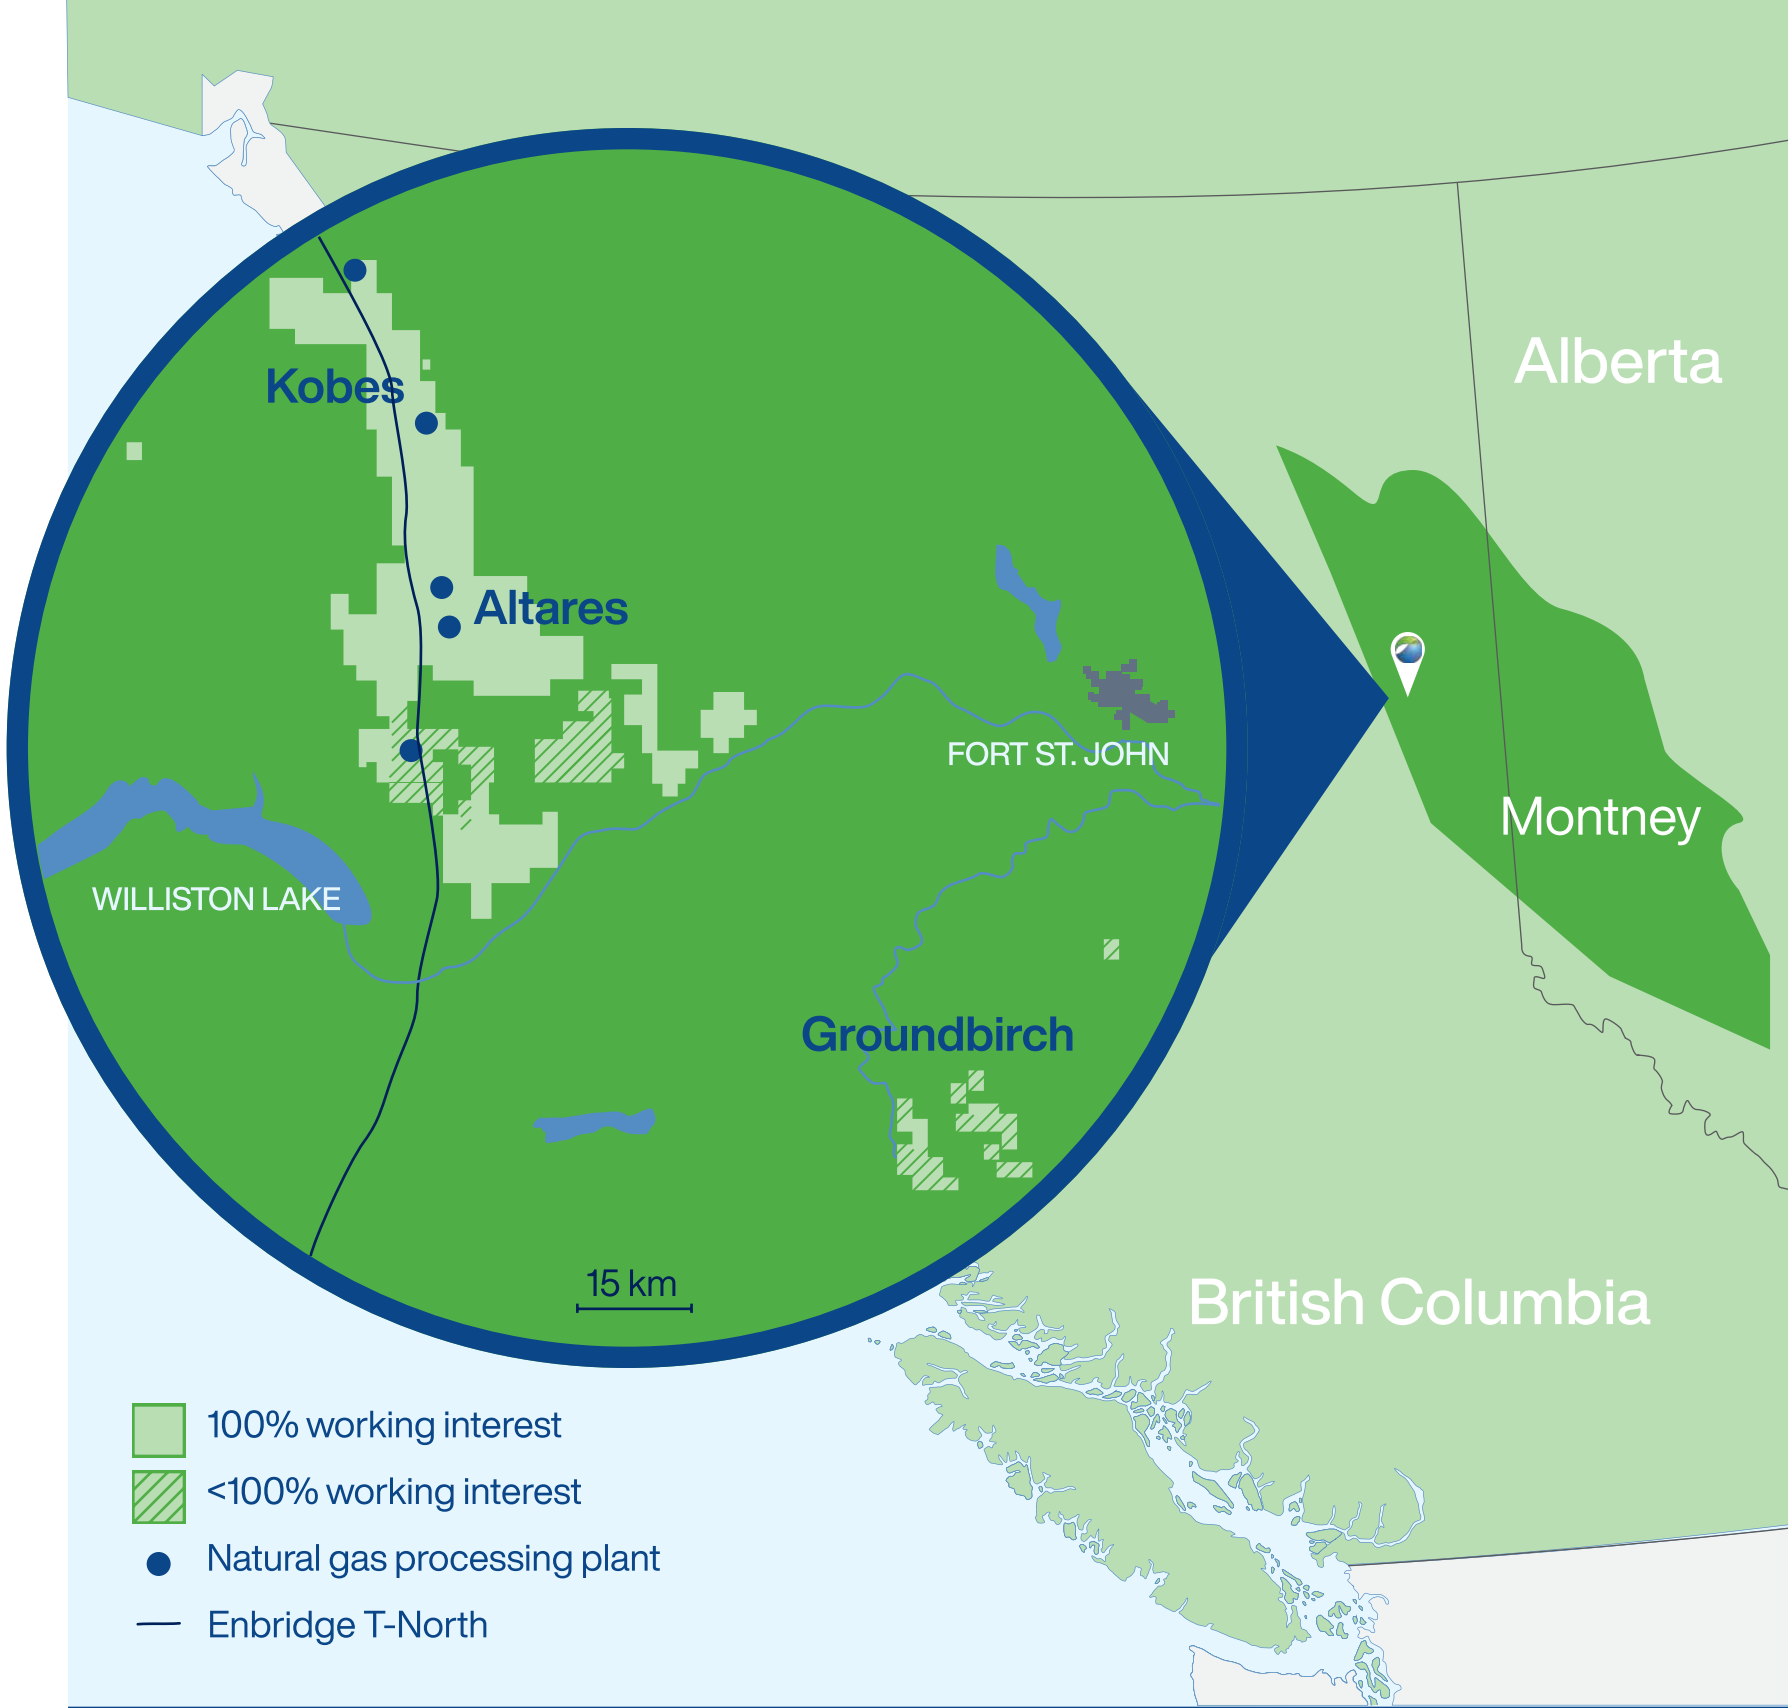 Alberta
Kobes
Altares
FORT ST. JOHN
Montney
WILLISTON LAKE
Groundbirch
15 km
British Columbia
100% working interest
<100% working interest
Natural gas processing plant
Enbridge T-North